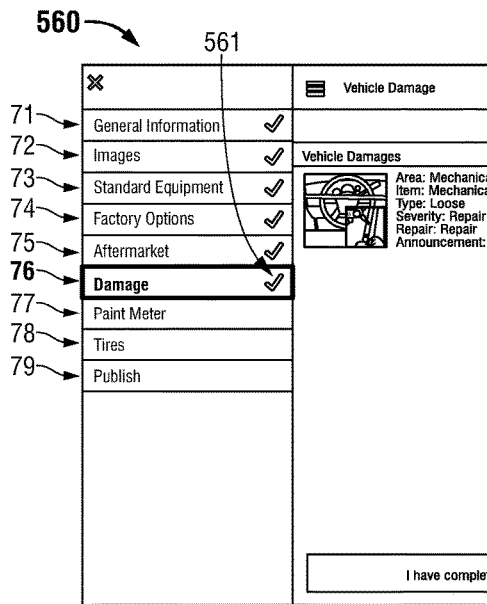 560
561
Vehicle Damage
71
General Information
72
Images
73
Standard Equipment
74
Factory Options
75
Aftermarket
76
Damage
77
Paint Meter
78
Tires
79
Publish
Vehicle Damages
Area: Mechanica
Item: Mechanica
Type: Loose
Severity: Repair
Repair: Repair
Announcement:
I have complet